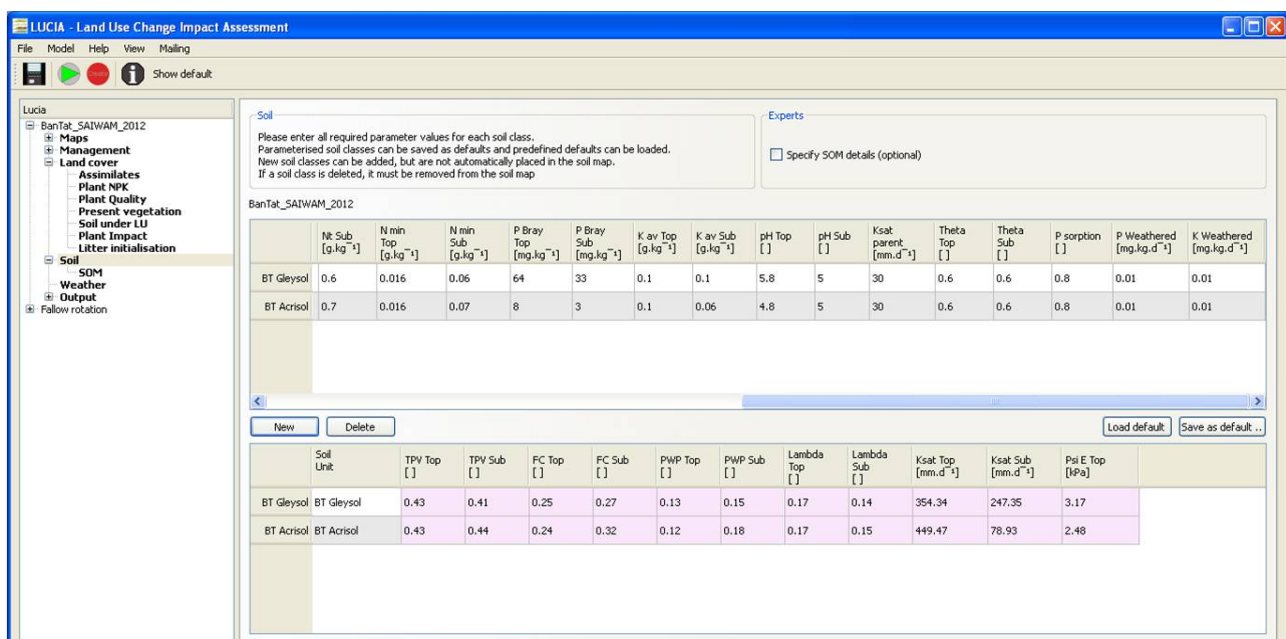 LUCIA - Land Use Change Impact Assessment
File Model Help View Mailing
Create Show default
Lucia
BanTat_SAIWAM_2012
Maps
Management
Land cover
Assimilates
Plant NPK
Plant Quality
Present vegetation
Soil under LU
Plant Impact
Litter initialisation
Soil
SOM
Weather
Output
Fallow rotation
Soil
Please enter all required parameter values for each soil class.
Parameterised soil classes can be saved as defaults and predefined defaults can be loaded.
New soil classes can be added, but are not automatically placed in the soil map.
If a soil class is deleted, it must be removed from the soil map
Experts
Specify SOM details (optional)
BanTat_SAIWAM_2012
Nt Sub [g.kg¯¹] N min Top [g.kg¯¹] N min Sub [g.kg¯¹] P Bray Top [mg.kg¯¹] P Bray Sub [mg.kg¯¹] K av Top [g.kg¯¹] K av Sub [g.kg¯¹] pH Top [ ] pH Sub [ ] Ksat parent [mm.d¯¹] Theta Top [ ] Theta Sub [ ] P sorption [ ] P Weathered [mg.kg.d¯¹] K Weathered [mg.kg.d¯¹]
BT Gleysol 0.6 0.016 0.06 64 33 0.1 0.1 5.8 5 30 0.6 0.6 0.8 0.01 0.01
BT Acrisol 0.7 0.016 0.07 8 3 0.1 0.06 4.8 5 30 0.6 0.6 0.8 0.01 0.01
New Delete Load default Save as default ..
Soil Unit TPV Top [ ] TPV Sub [ ] FC Top [ ] FC Sub [ ] PWP Top [ ] PWP Sub [ ] Lambda Top [ ] Lambda Sub [ ] Ksat Top [mm.d¯¹] Ksat Sub [mm.d¯¹] Psi E Top [kPa]
BT Gleysol BT Gleysol 0.43 0.41 0.25 0.27 0.13 0.15 0.17 0.14 354.34 247.35 3.17
BT Acrisol BT Acrisol 0.43 0.44 0.24 0.32 0.12 0.18 0.17 0.15 449.47 78.93 2.48